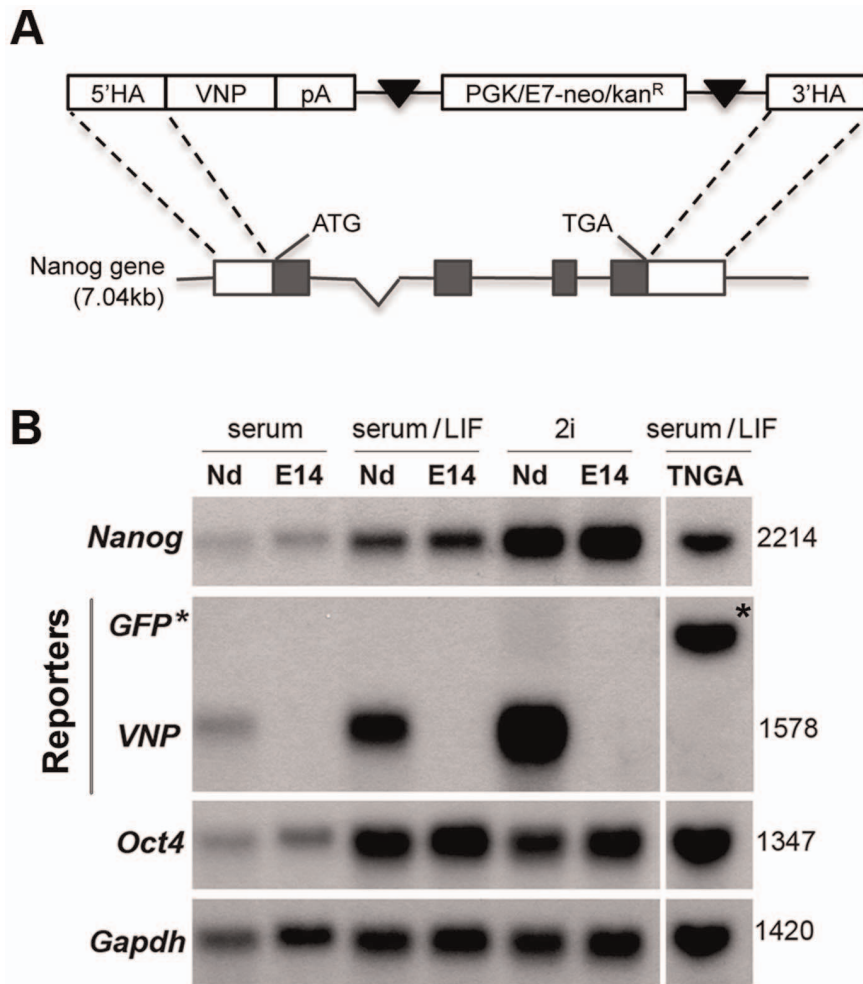 A
5'HA VNP pA PGK/E7-neo/kanR 3'HA
ATG TGA
Nanog gene
(7.04kb)
B
serum serum/LIF 2i serum/LIF
Nd E14 Nd E14 Nd E14 TNGA
Nanog 2214
Reporters
GFP* *
VNP 1578
Oct4 1347
Gapdh 1420